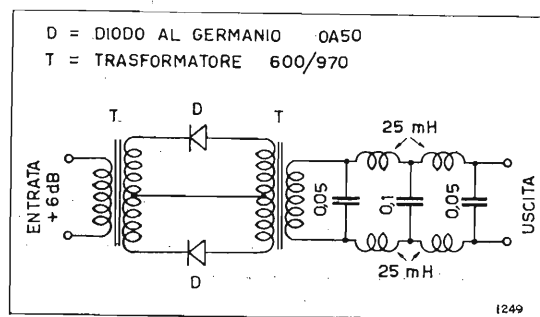 D = DIODO AL GERMANIO 0A50
T = TRASFORMATORE 600/970
T
D
T
25 mH
ENTRATA
+6dB
0,05
0,1
0,05
USCITA
D
25 mH
1249